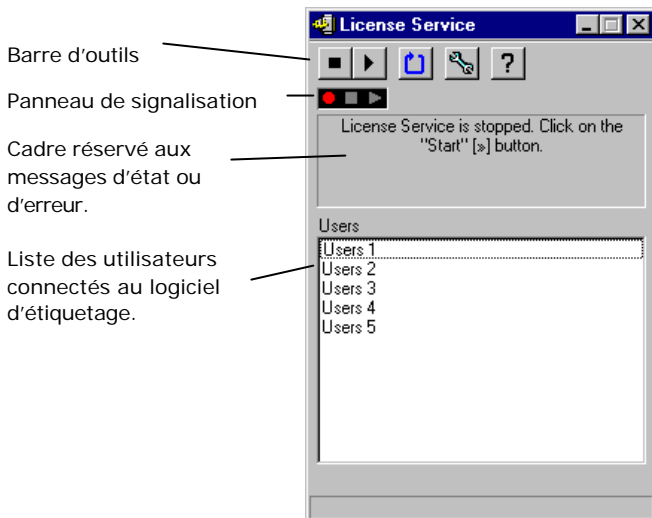 License Service
Barre d'outils
?
Panneau de signalisation
License Service is stopped. Click on the
"Start" [»] button.
Cadre réservé aux
messages d'état ou
d'erreur.
Users
Liste des utilisateurs
connectés au logiciel
d'étiquetage.
Users 1
Users 2
Users 3
Users 4
Users 5